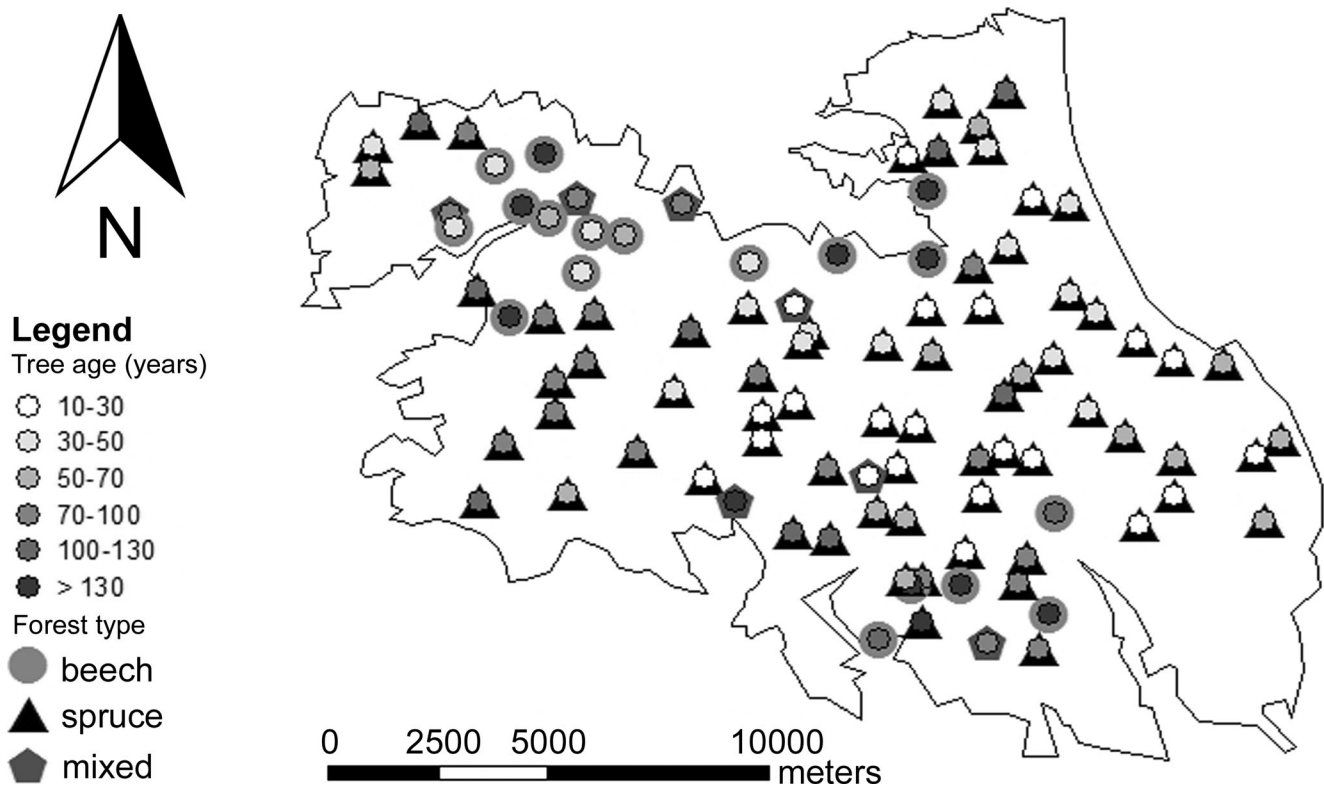 N
Legend
Tree age (years)
10-30
30-50
50-70
70-100
100-130
> 130
Forest type
beech
spruce
mixed
0 2500 5000 10000
meters